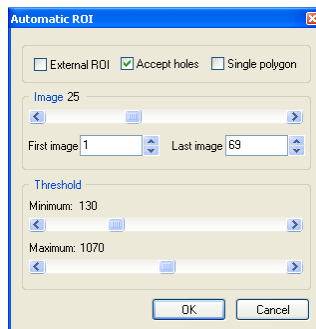 Automatic ROI
External ROI Accept holes Single polygon
Image 25
First image 1 Last image 69
Threshold
Minimum: 130
Maximum: 1070
OK Cancel